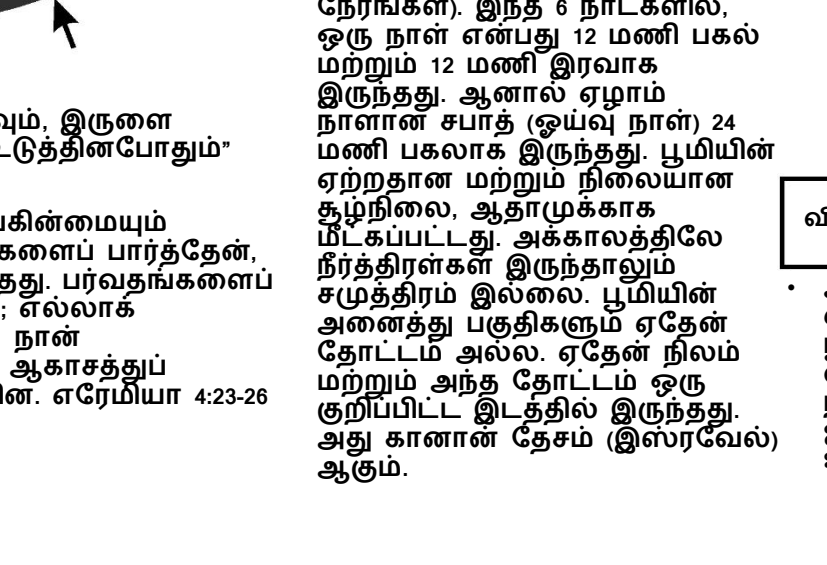 வும், இருளை
உடுத்தினபோதும்”
கின்மையும்
களைப் பார்த்தேன்,
தது. பர்வதங்களைப்
; எல்லாக்
நான்
ஆகாசத்துப்
ின. எரேமியா 4:23-26
நேரங்கள்). இந்த 6 நாட்களில்,
ஒரு நாள் என்பது 12 மணி பகல்
மற்றும் 12 மணி இரவாக
இருந்தது. ஆனால் ஏழாம்
நாளான சபாத் (ஓய்வு நாள்) 24
மணி பகலாக இருந்தது. பூமியின்
ஏற்றதான மற்றும் நிலையான
சூழ்நிலை, ஆதாமுக்காக
மீட்கப்பட்டது. அக்காலத்திலே
நீர்த்திரள்கள் இருந்தாலும்
சமுத்திரம் இல்லை. பூமியின்
அனைத்து பகுதிகளும் ஏதேன்
தோட்டம் அல்ல. ஏதேன் நிலம்
மற்றும் அந்த தோட்டம் ஒரு
குறிப்பிட்ட இடத்தில் இருந்தது.
அது கானான் தேசம் (இஸ்ரவேல்)
ஆகும்.
வி